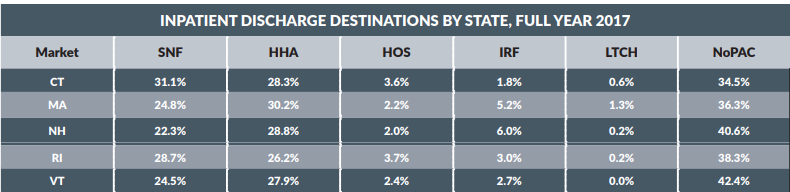 INPATIENT DISCHARGE DESTINATIONS BY STATE, FULL YEAR 2017
Market SNF HHA HOS IRF LTCH NoPAC
CT 31.1% 28.3% 3.6% 1.8% 0.6% 34.5%
MA 24.8% 30.2% 2.2% 5.2% 1.3% 36.3%
NH 22.3% 28.8% 2.0% 6.0% 0.2% 40.6%
RI 28.7% 26.2% 3.7% 3.0% 0.2% 38.3%
VT 24.5% 27.9% 2.4% 2.7% 0.0% 42.4%